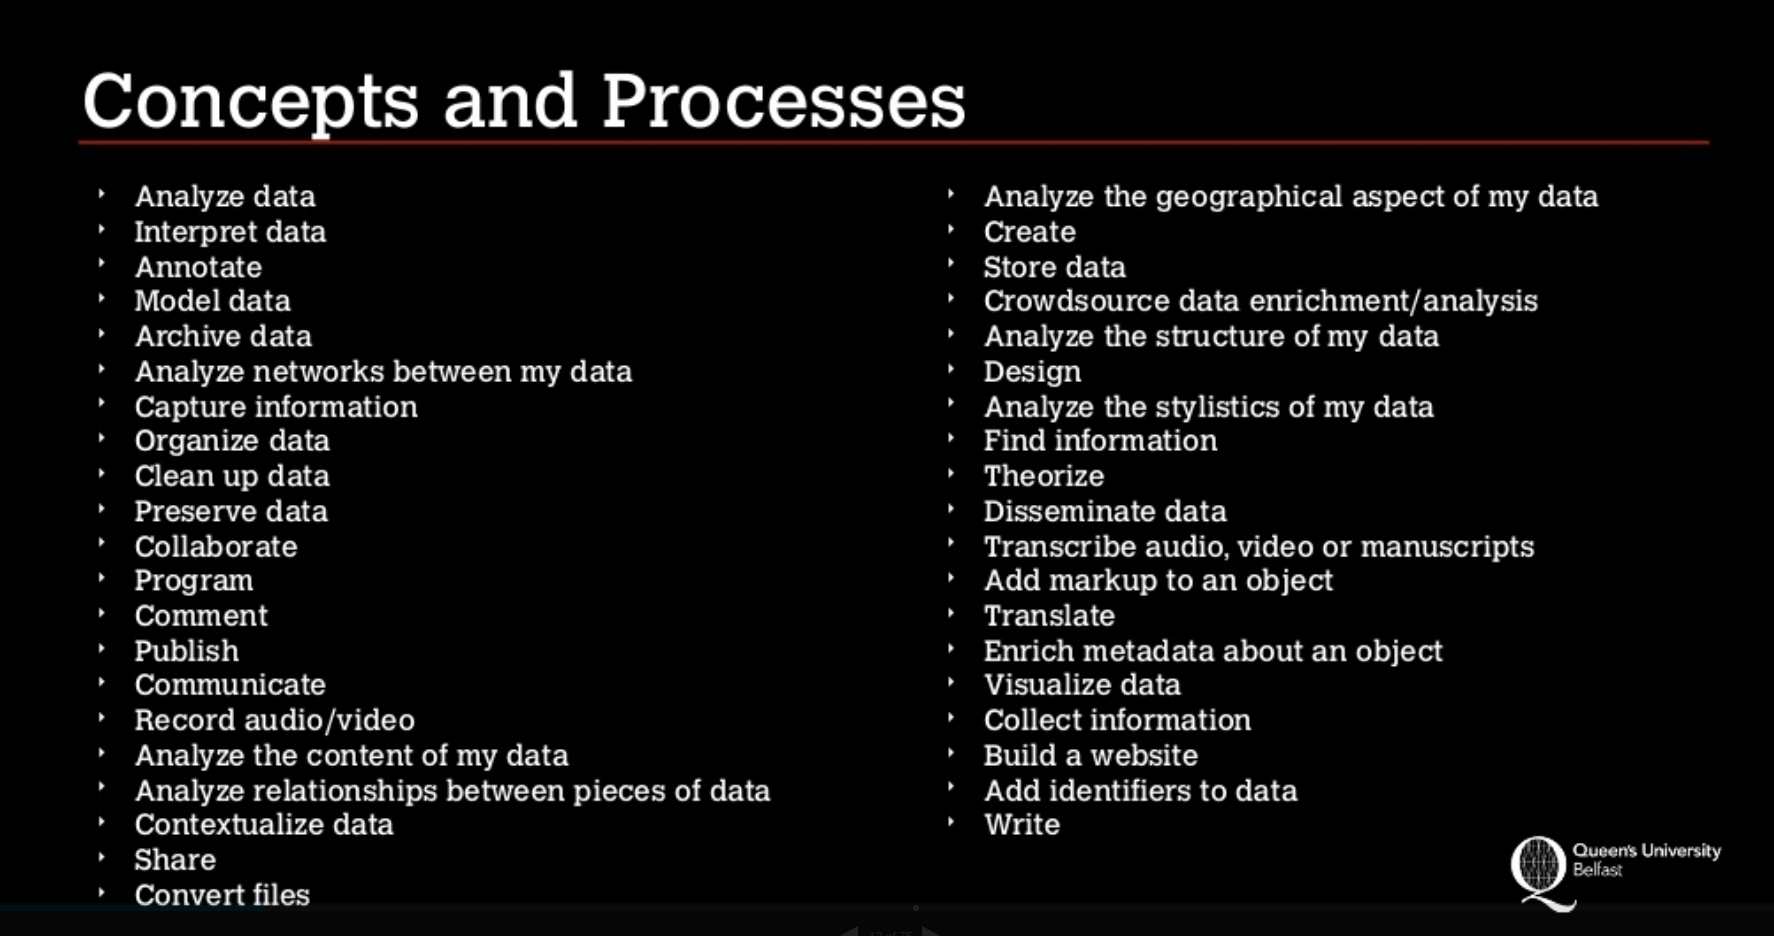 Concepts and Processes
Analyze data
Interpret data
Annotate
Model data
Archive data
Analyze networks between my data
Capture information
Organize data
Clean up data
Preserve data
Collaborate
Program
Comment
Publish
Communicate
Record audio/video
Analyze the content of my data
Analyze relationships between pieces of data
Contextualize data
Share
Convert files
Analyze the geographical aspect of my data
Create
Store data
Crowdsource data enrichment/analysis
Analyze the structure of my data
Design
Analyze the stylistics of my data
Find information
Theorize
Disseminate data
Transcribe audio, video or manuscripts
Add markup to an object
Translate
Enrich metadata about an object
Visualize data
Collect information
Build a website
Add identifiers to data
Write
Queen's University
Belfast